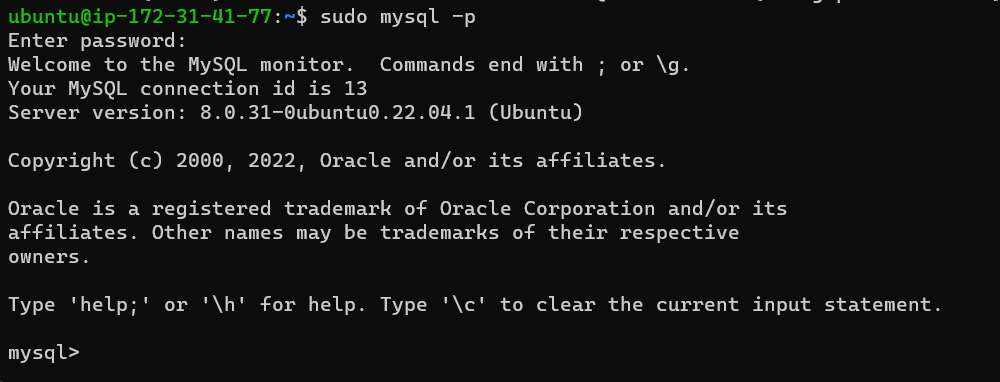 ubuntu@ip-172-31-41-77:~$ sudo mysql -p
Enter password:
Welcome to the MySQL monitor.  Commands end with ; or \g.
Your MySQL connection id is 13
Server version: 8.0.31-0ubuntu0.22.04.1 (Ubuntu)

Copyright (c) 2000, 2022, Oracle and/or its affiliates.

Oracle is a registered trademark of Oracle Corporation and/or its
affiliates. Other names may be trademarks of their respective
owners.

Type 'help;' or '\h' for help. Type '\c' to clear the current input statement.

mysql>